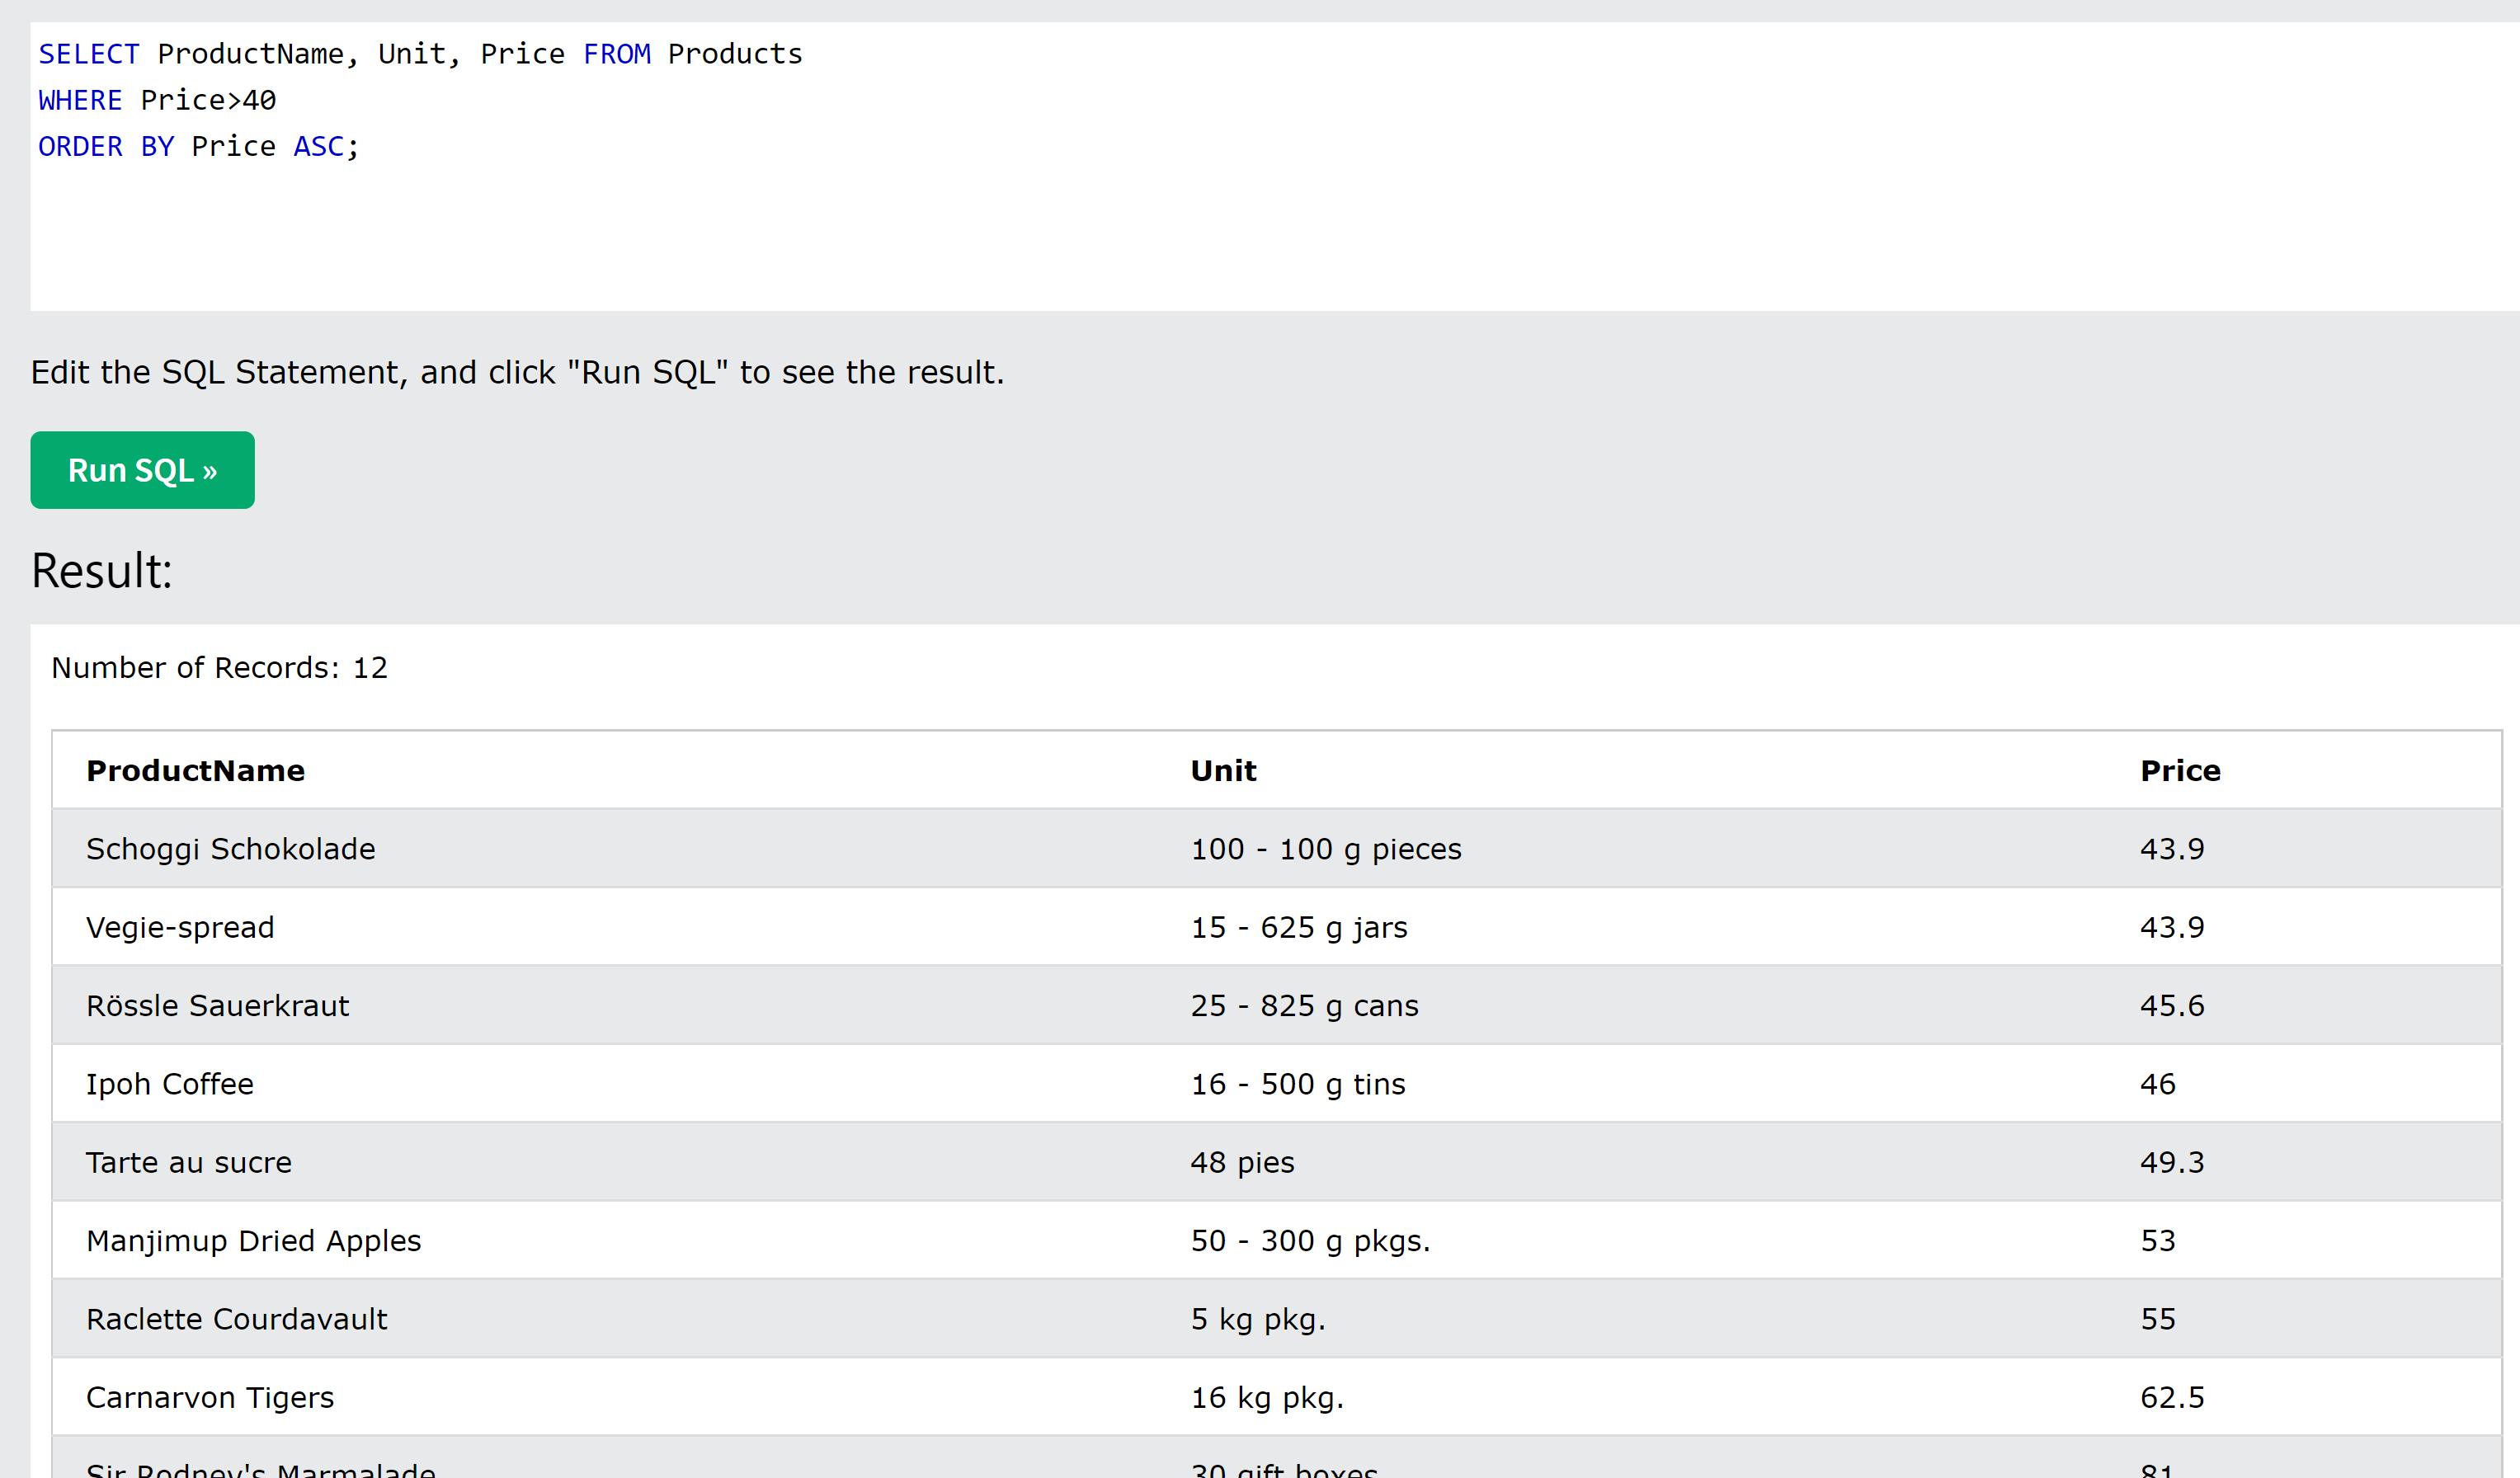 SELECT ProductName, Unit, Price FROM Products
WHERE Price>40
ORDER BY Price ASC;
Edit the SQL Statement, and click "Run SQL" to see the result.
Run SQL »
Result:
Number of Records: 12
ProductName Unit Price
Schoggi Schokolade 100 - 100 g pieces 43.9
Vegie-spread 15 - 625 g jars 43.9
Rössle Sauerkraut 25 - 825 g cans 45.6
Ipoh Coffee 16 - 500 g tins 46
Tarte au sucre 48 pies 49.3
Manjimup Dried Apples 50 - 300 g pkgs. 53
Raclette Courdavault 5 kg pkg. 55
Carnarvon Tigers 16 kg pkg. 62.5
Sir Rodney's Marmalade 30 gift boxes 81